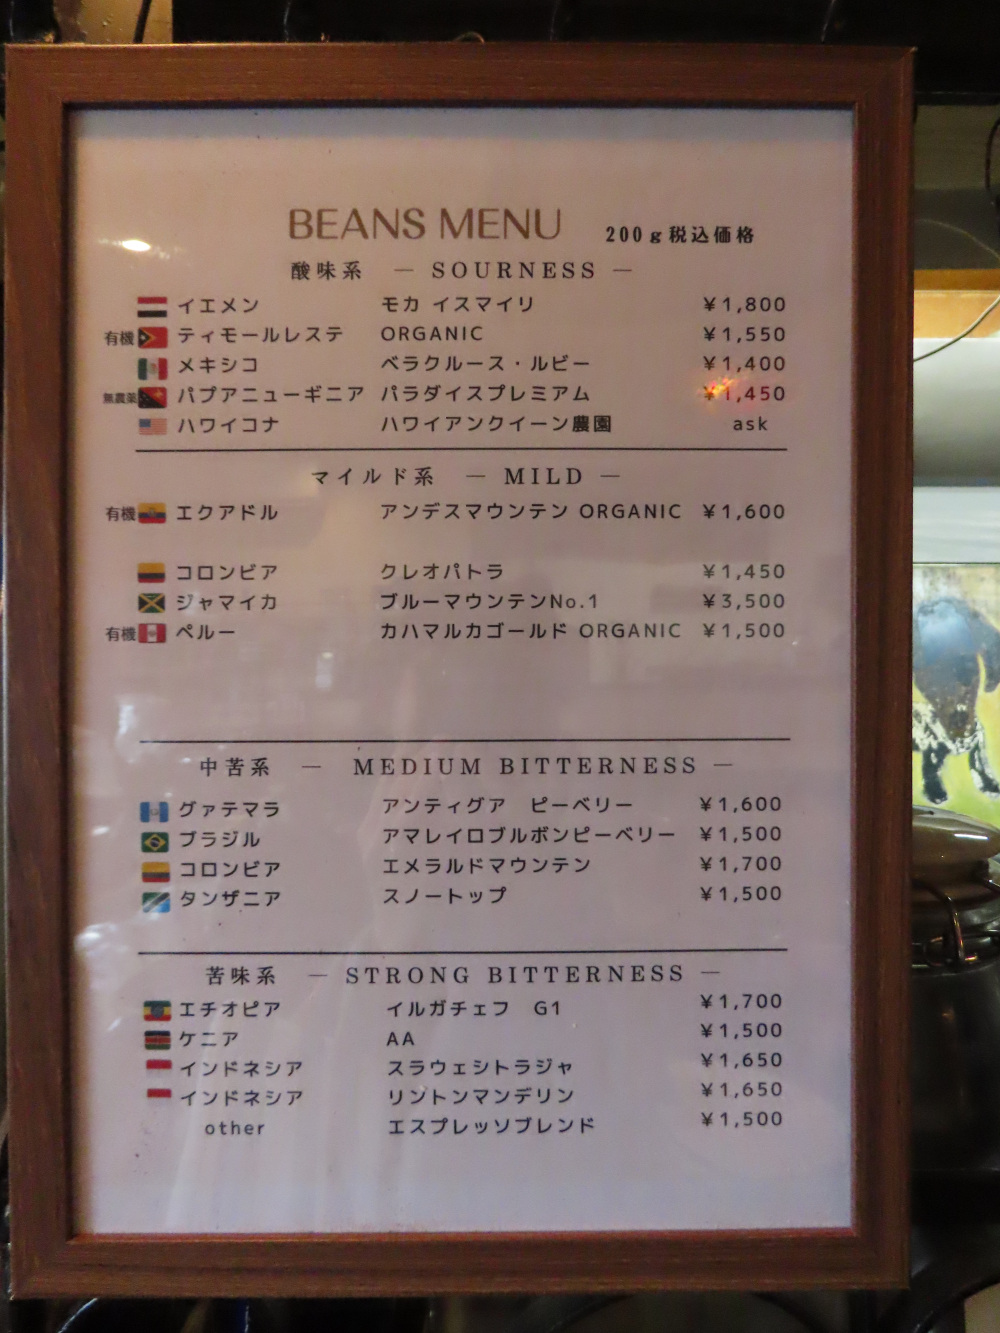 BEANS MENU 200g税込価格
酸味系 — SOURNESS —
イエメン モカ イスマイリ ¥1,800
有機 ティモールレステ ORGANIC ¥1,550
メキシコ ベラクルース・ルビー ¥1,400
無農薬 パプアニューギニア パラダイスプレミアム ¥1,450
ハワイコナ ハワイアンクイーン農園 ask
マイルド系 — MILD —
有機 エクアドル アンデスマウンテン ORGANIC ¥1,600
コロンビア クレオパトラ ¥1,450
ジャマイカ ブルーマウンテンNo.1 ¥3,500
有機 ペルー カハマルカゴールド ORGANIC ¥1,500
中苦系 — MEDIUM BITTERNESS —
グァテマラ アンティグア ピーベリー ¥1,600
ブラジル アマレイロブルボンピーベリー ¥1,500
コロンビア エメラルドマウンテン ¥1,700
タンザニア スノートップ ¥1,500
苦味系 — STRONG BITTERNESS —
エチオピア イルガチェフ G1 ¥1,700
ケニア AA ¥1,500
インドネシア スラウェシトラジャ ¥1,650
インドネシア リントンマンデリン ¥1,650
other エスプレッソブレンド ¥1,500